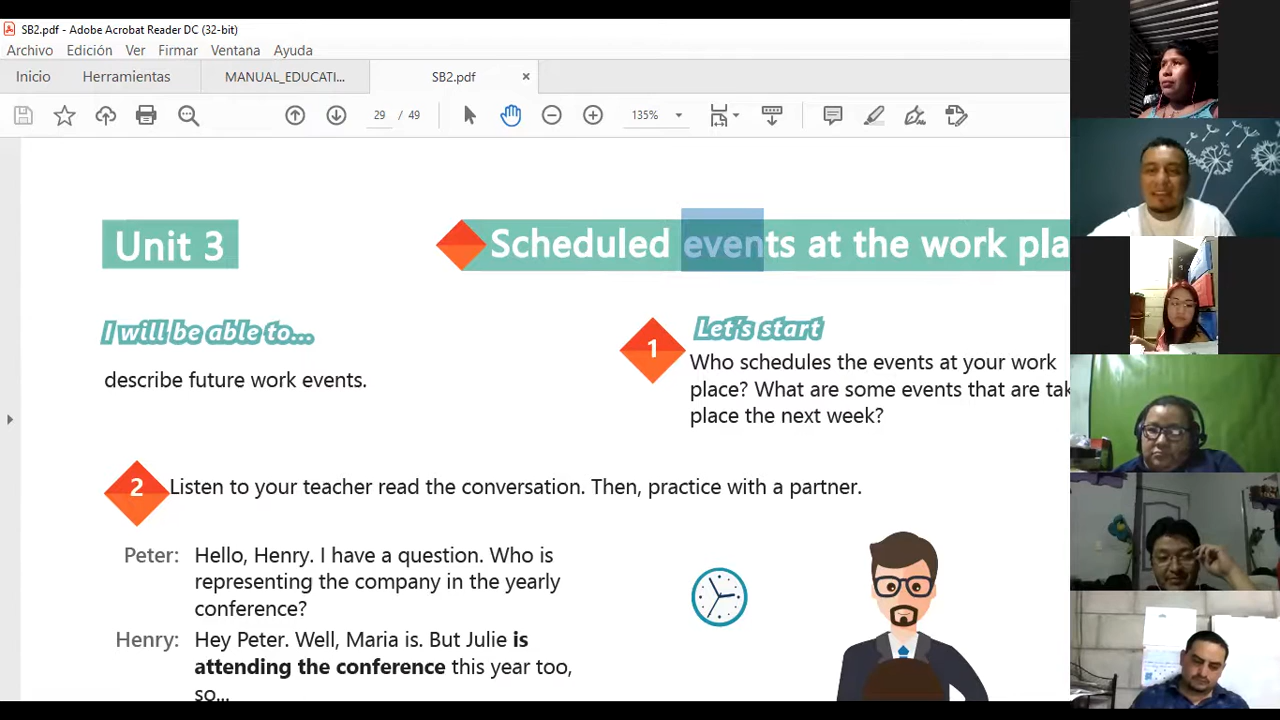 SB2.pdf - Adobe Acrobat Reader DC (32-bit)
Archivo Edición Ver Firmar Ventana Ayuda
Inicio Herramientas MANUAL_EDUCATI... SB2.pdf ×
29 / 49 135%
Unit 3
Scheduled events at the work pla
I will be able to...
describe future work events.
1 Let's start
Who schedules the events at your work
place? What are some events that are tak
place the next week?
2 Listen to your teacher read the conversation. Then, practice with a partner.
Peter: Hello, Henry. I have a question. Who is
representing the company in the yearly
conference?
Henry: Hey Peter. Well, Maria is. But Julie is
attending the conference this year too,
so...